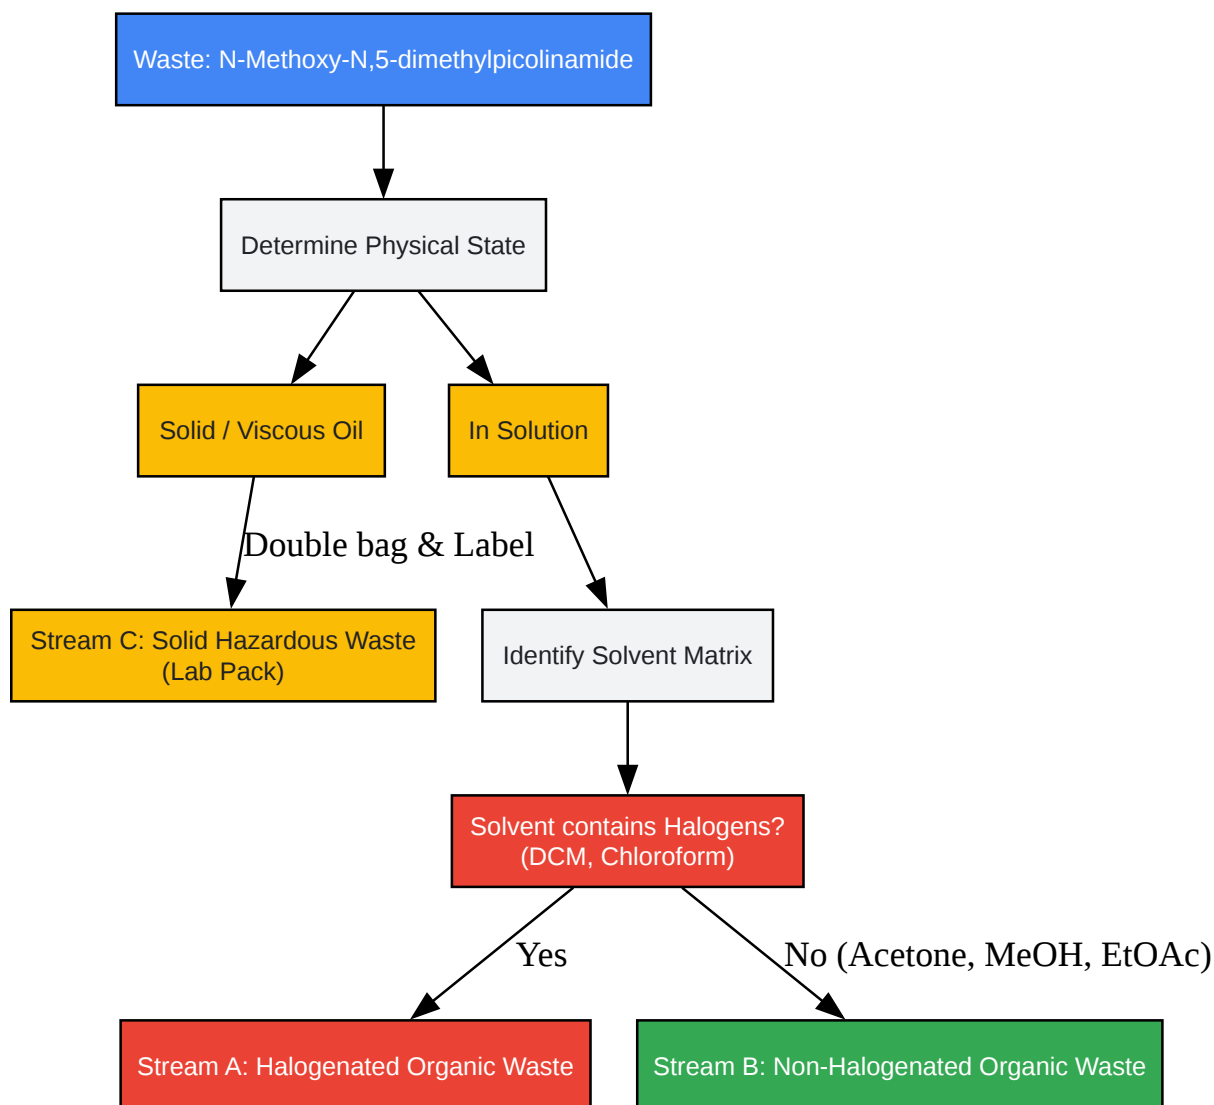 Waste: N-Methoxy-N,5-dimethylpicolinamide
Determine Physical State
Solid / Viscous Oil
In Solution
Double bag & Label
Stream C: Solid Hazardous Waste
(Lab Pack)
Identify Solvent Matrix
Solvent contains Halogens?
(DCM, Chloroform)
Yes
No (Acetone, MeOH, EtOAc)
Stream A: Halogenated Organic Waste
Stream B: Non-Halogenated Organic Waste